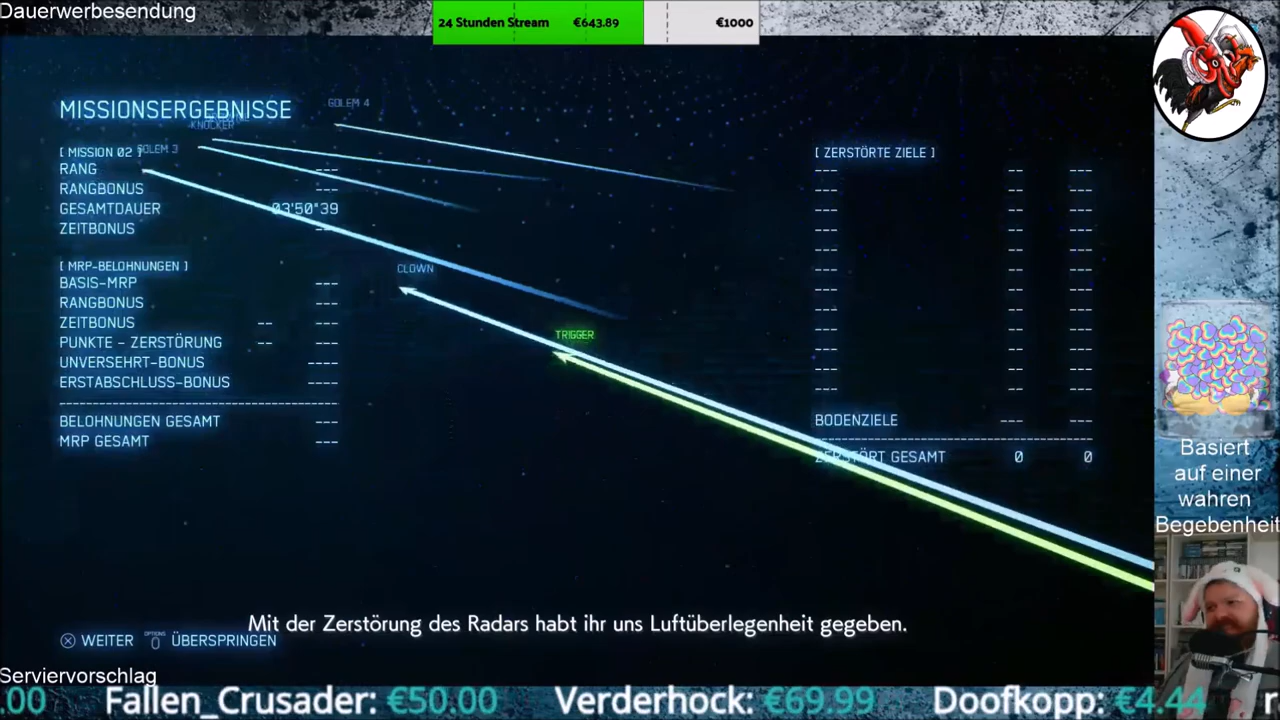 Dauerwerbesendung
24 Stunden Stream €643.89 €1000
GOLEM 4
MISSIONSERGEBNISSE
KNOCKER
[ MISSION 02 ]
GOLEM 3
RANG ---
RANGBONUS ---
GESAMTDAUER 03'50"39
ZEITBONUS --
[ MRP-BELOHNUNGEN ]
BASIS-MRP ---
RANGBONUS ---
ZEITBONUS -- ---
PUNKTE - ZERSTÖRUNG -- ---
UNVERSEHRT-BONUS ----
ERSTABSCHLUSS-BONUS ----
BELOHNUNGEN GESAMT ---
MRP GESAMT ---
CLOWN
TRIGGER
[ ZERSTÖRTE ZIELE ]
--- -- ---
--- -- ---
--- -- ---
--- -- ---
--- -- ---
--- -- ---
--- -- ---
--- -- ---
--- -- ---
--- -- ---
--- -- ---
--- -- ---
BODENZIELE --- ---
ZERSTÖRT GESAMT 0 0
Basiert
auf einer
wahren
Begebenheit
Mit der Zerstörung des Radars habt ihr uns Luftüberlegenheit gegeben.
WEITER OPTIONS ÜBERSPRINGEN
Serviervorschlag
.00 Fallen_Crusader: €50.00 Verderhock: €69.99 Doofkopp: €4.44 r